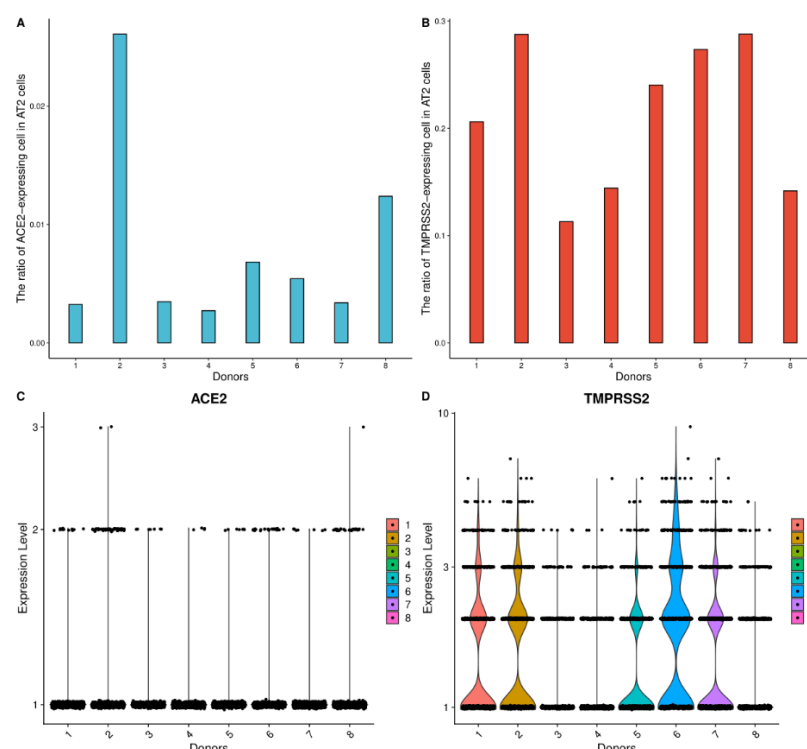 A
The ratio of ACE2-expressing cell in AT2 cells
0.02
0.01
0.00
1 2 3 4 5 6 7 8
Donors
B
The ratio of TMPRSS2-expressing cell in AT2 cells
0.3
0.2
0.1
0.0
1 2 3 4 5 6 7 8
Donors
C
ACE2
Expression Level
3
2
1
1 2 3 4 5 6 7 8
Donors
1
2
3
4
5
6
7
8
D
TMPRSS2
Expression Level
10
3
1
1 2 3 4 5 6 7 8
Donors